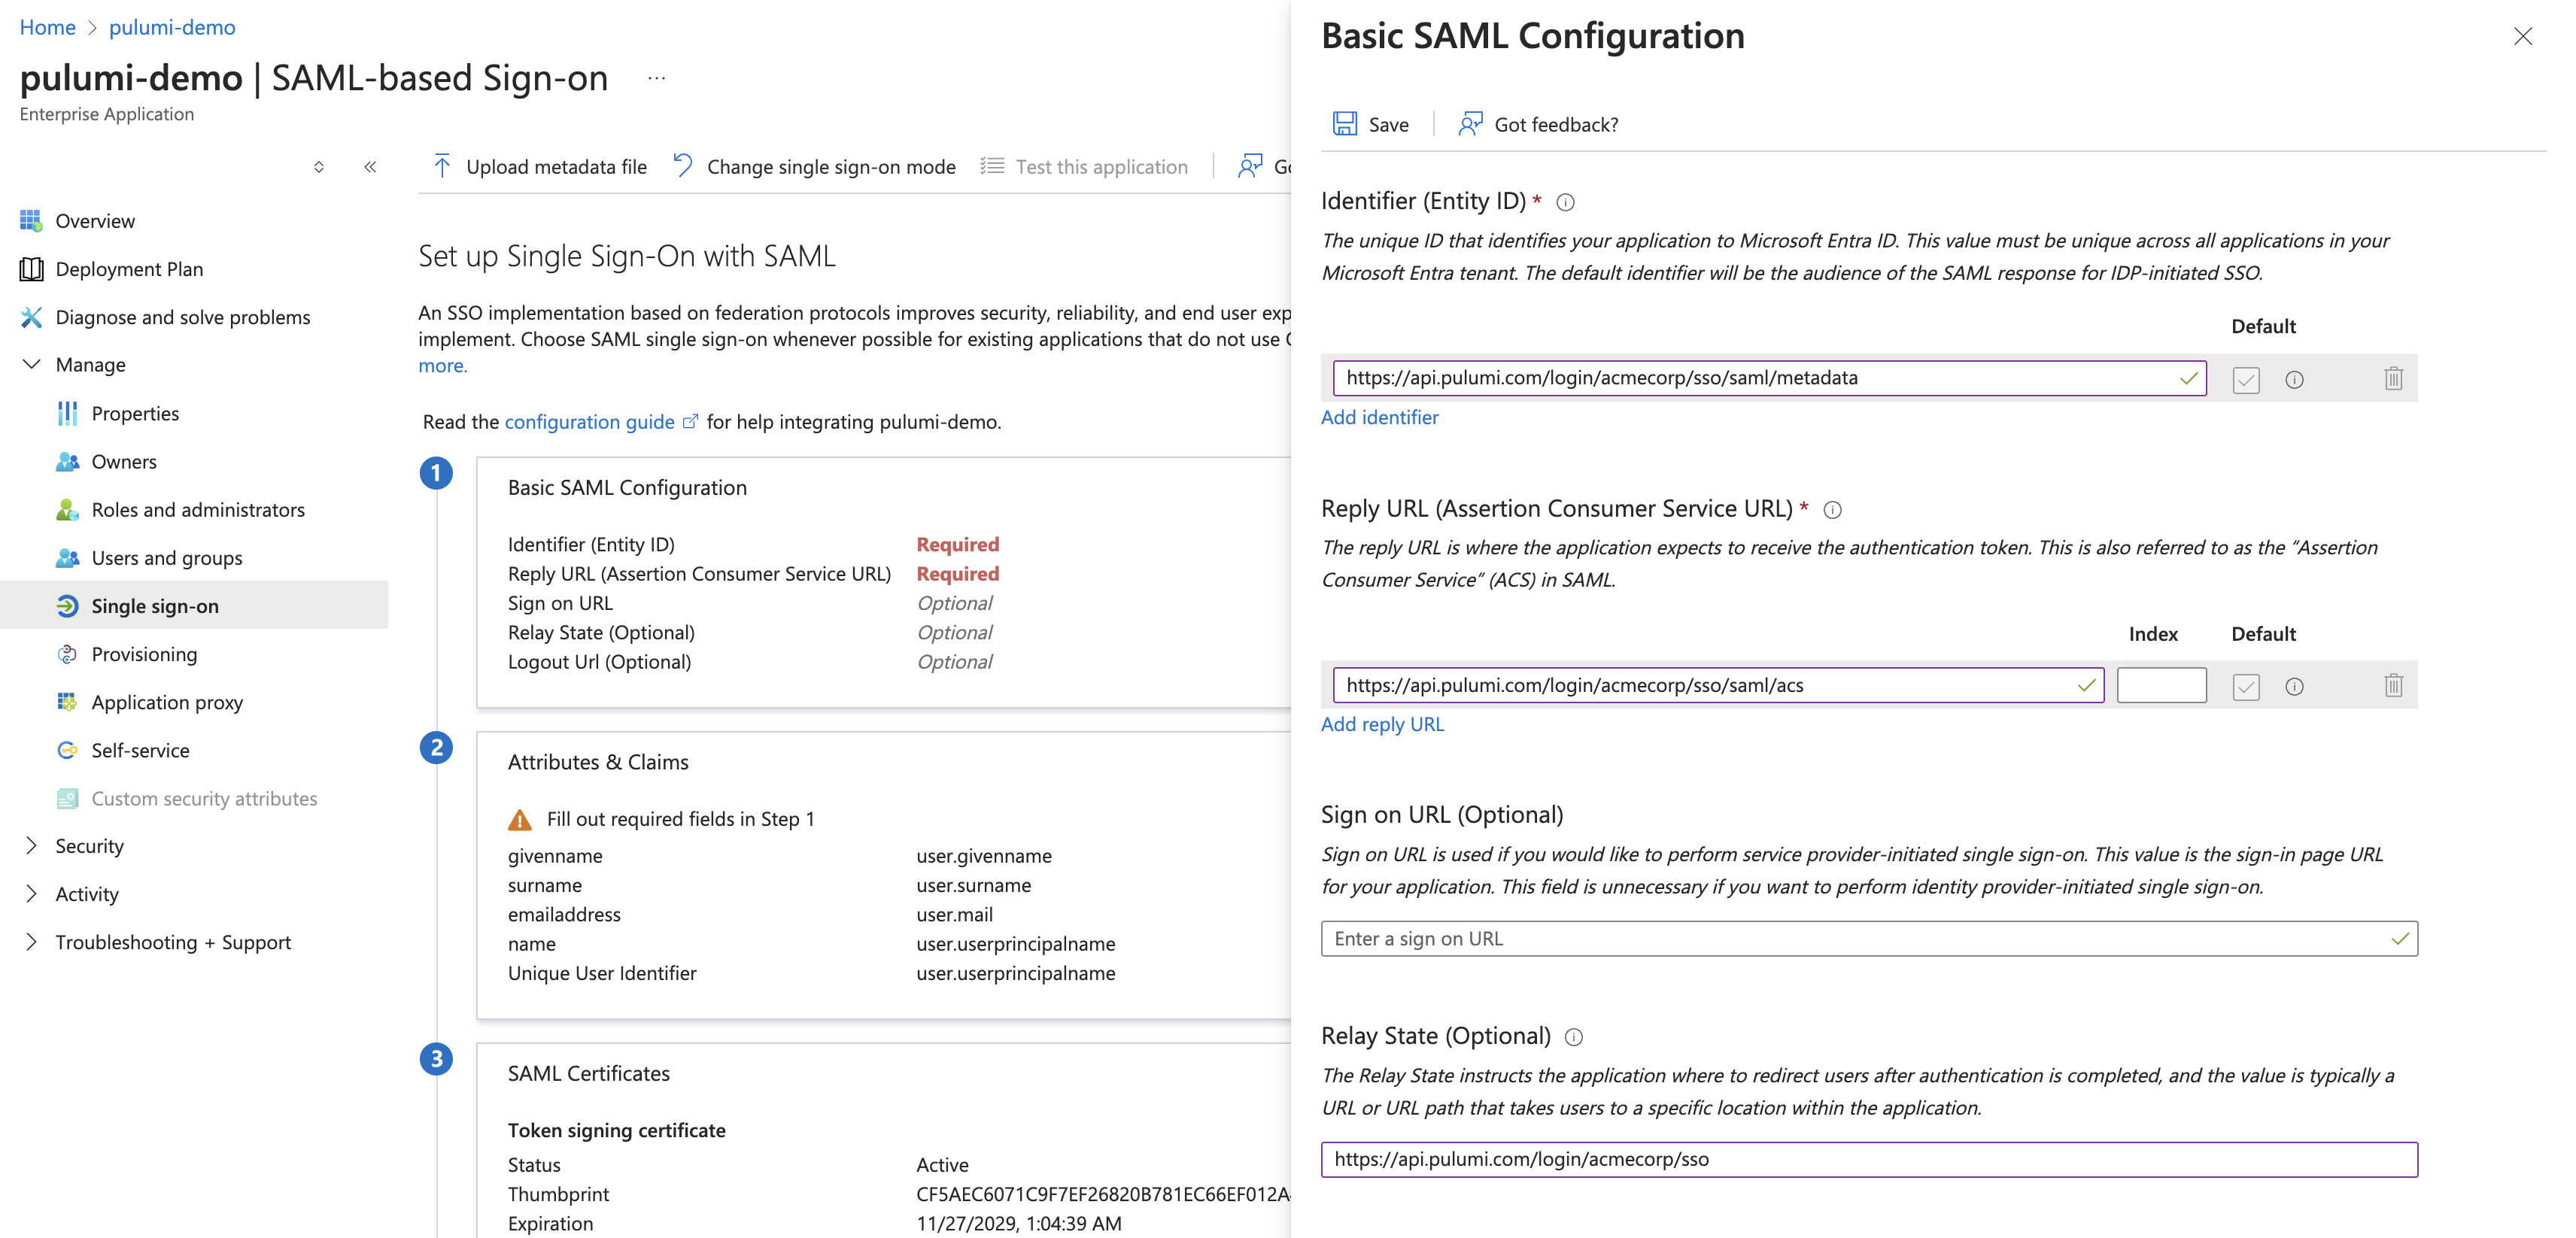 Home > pulumi-demo
pulumi-demo | SAML-based Sign-on ...
Enterprise Application
Overview
Deployment Plan
Diagnose and solve problems
Manage
Properties
Owners
Roles and administrators
Users and groups
Single sign-on
Provisioning
Application proxy
Self-service
Custom security attributes
Security
Activity
Troubleshooting + Support
Upload metadata file Change single sign-on mode Test this application
Set up Single Sign-On with SAML
An SSO implementation based on federation protocols improves security, reliability, and end user
implement. Choose SAML single sign-on whenever possible for existing applications that do not use
more.
Read the configuration guide for help integrating pulumi-demo.
1
Basic SAML Configuration
Identifier (Entity ID) Required
Reply URL (Assertion Consumer Service URL) Required
Sign on URL Optional
Relay State (Optional) Optional
Logout Url (Optional) Optional
2
Attributes & Claims
Fill out required fields in Step 1
givenname user.givenname
surname user.surname
emailaddress user.mail
name user.userprincipalname
Unique User Identifier user.userprincipalname
3
SAML Certificates
Token signing certificate
Status Active
Thumbprint CF5AEC6071C9F7EF26820B781EC66EF012A
Expiration 11/27/2029, 1:04:39 AM
Basic SAML Configuration
Save Got feedback?
Identifier (Entity ID) *
The unique ID that identifies your application to Microsoft Entra ID. This value must be unique across all applications in your
Microsoft Entra tenant. The default identifier will be the audience of the SAML response for IDP-initiated SSO.
Default
https://api.pulumi.com/login/acmecorp/sso/saml/metadata
Add identifier
Reply URL (Assertion Consumer Service URL) *
The reply URL is where the application expects to receive the authentication token. This is also referred to as the “Assertion
Consumer Service” (ACS) in SAML.
Index Default
https://api.pulumi.com/login/acmecorp/sso/saml/acs
Add reply URL
Sign on URL (Optional)
Sign on URL is used if you would like to perform service provider-initiated single sign-on. This value is the sign-in page URL
for your application. This field is unnecessary if you want to perform identity provider-initiated single sign-on.
Enter a sign on URL
Relay State (Optional)
The Relay State instructs the application where to redirect users after authentication is completed, and the value is typically a
URL or URL path that takes users to a specific location within the application.
https://api.pulumi.com/login/acmecorp/sso